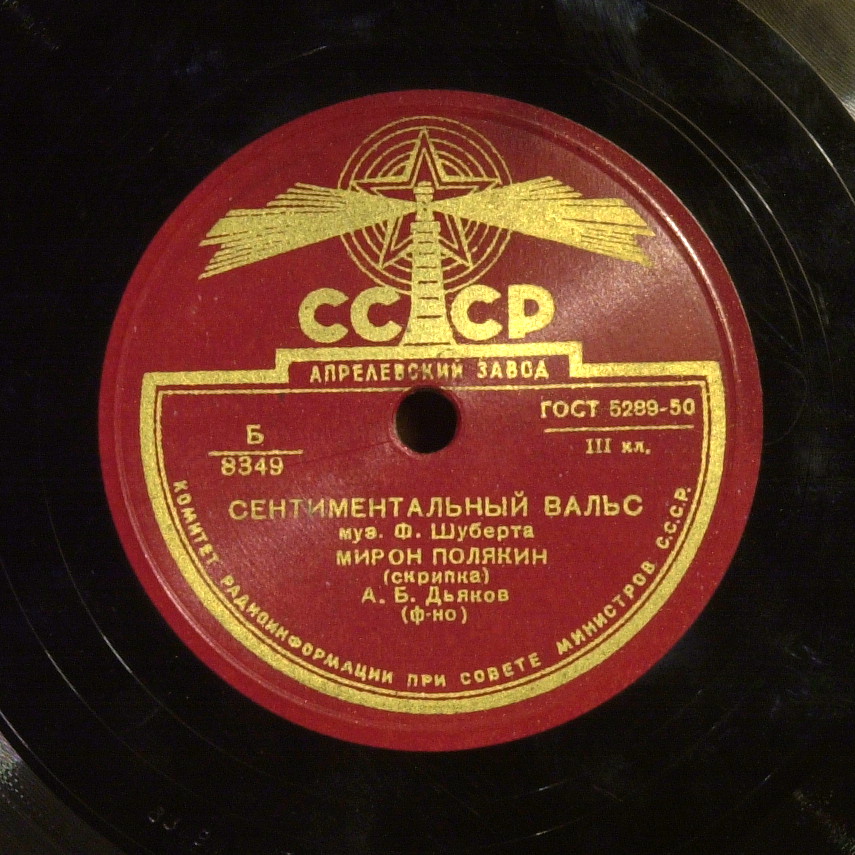 СССР
АПРЕЛЕВСКИЙ ЗАВОД
Б
8349
ГОСТ 5289-50
III кл.
СЕНТИМЕНТАЛЬНЫЙ ВАЛЬС
муз. Ф. Шуберта
МИРОН ПОЛЯКИН
(скрипка)
А. Б. Дьяков
(ф-но)
КОМИТЕТ РАДИОИНФОРМАЦИИ ПРИ СОВЕТЕ МИНИСТРОВ С.С.С.Р.